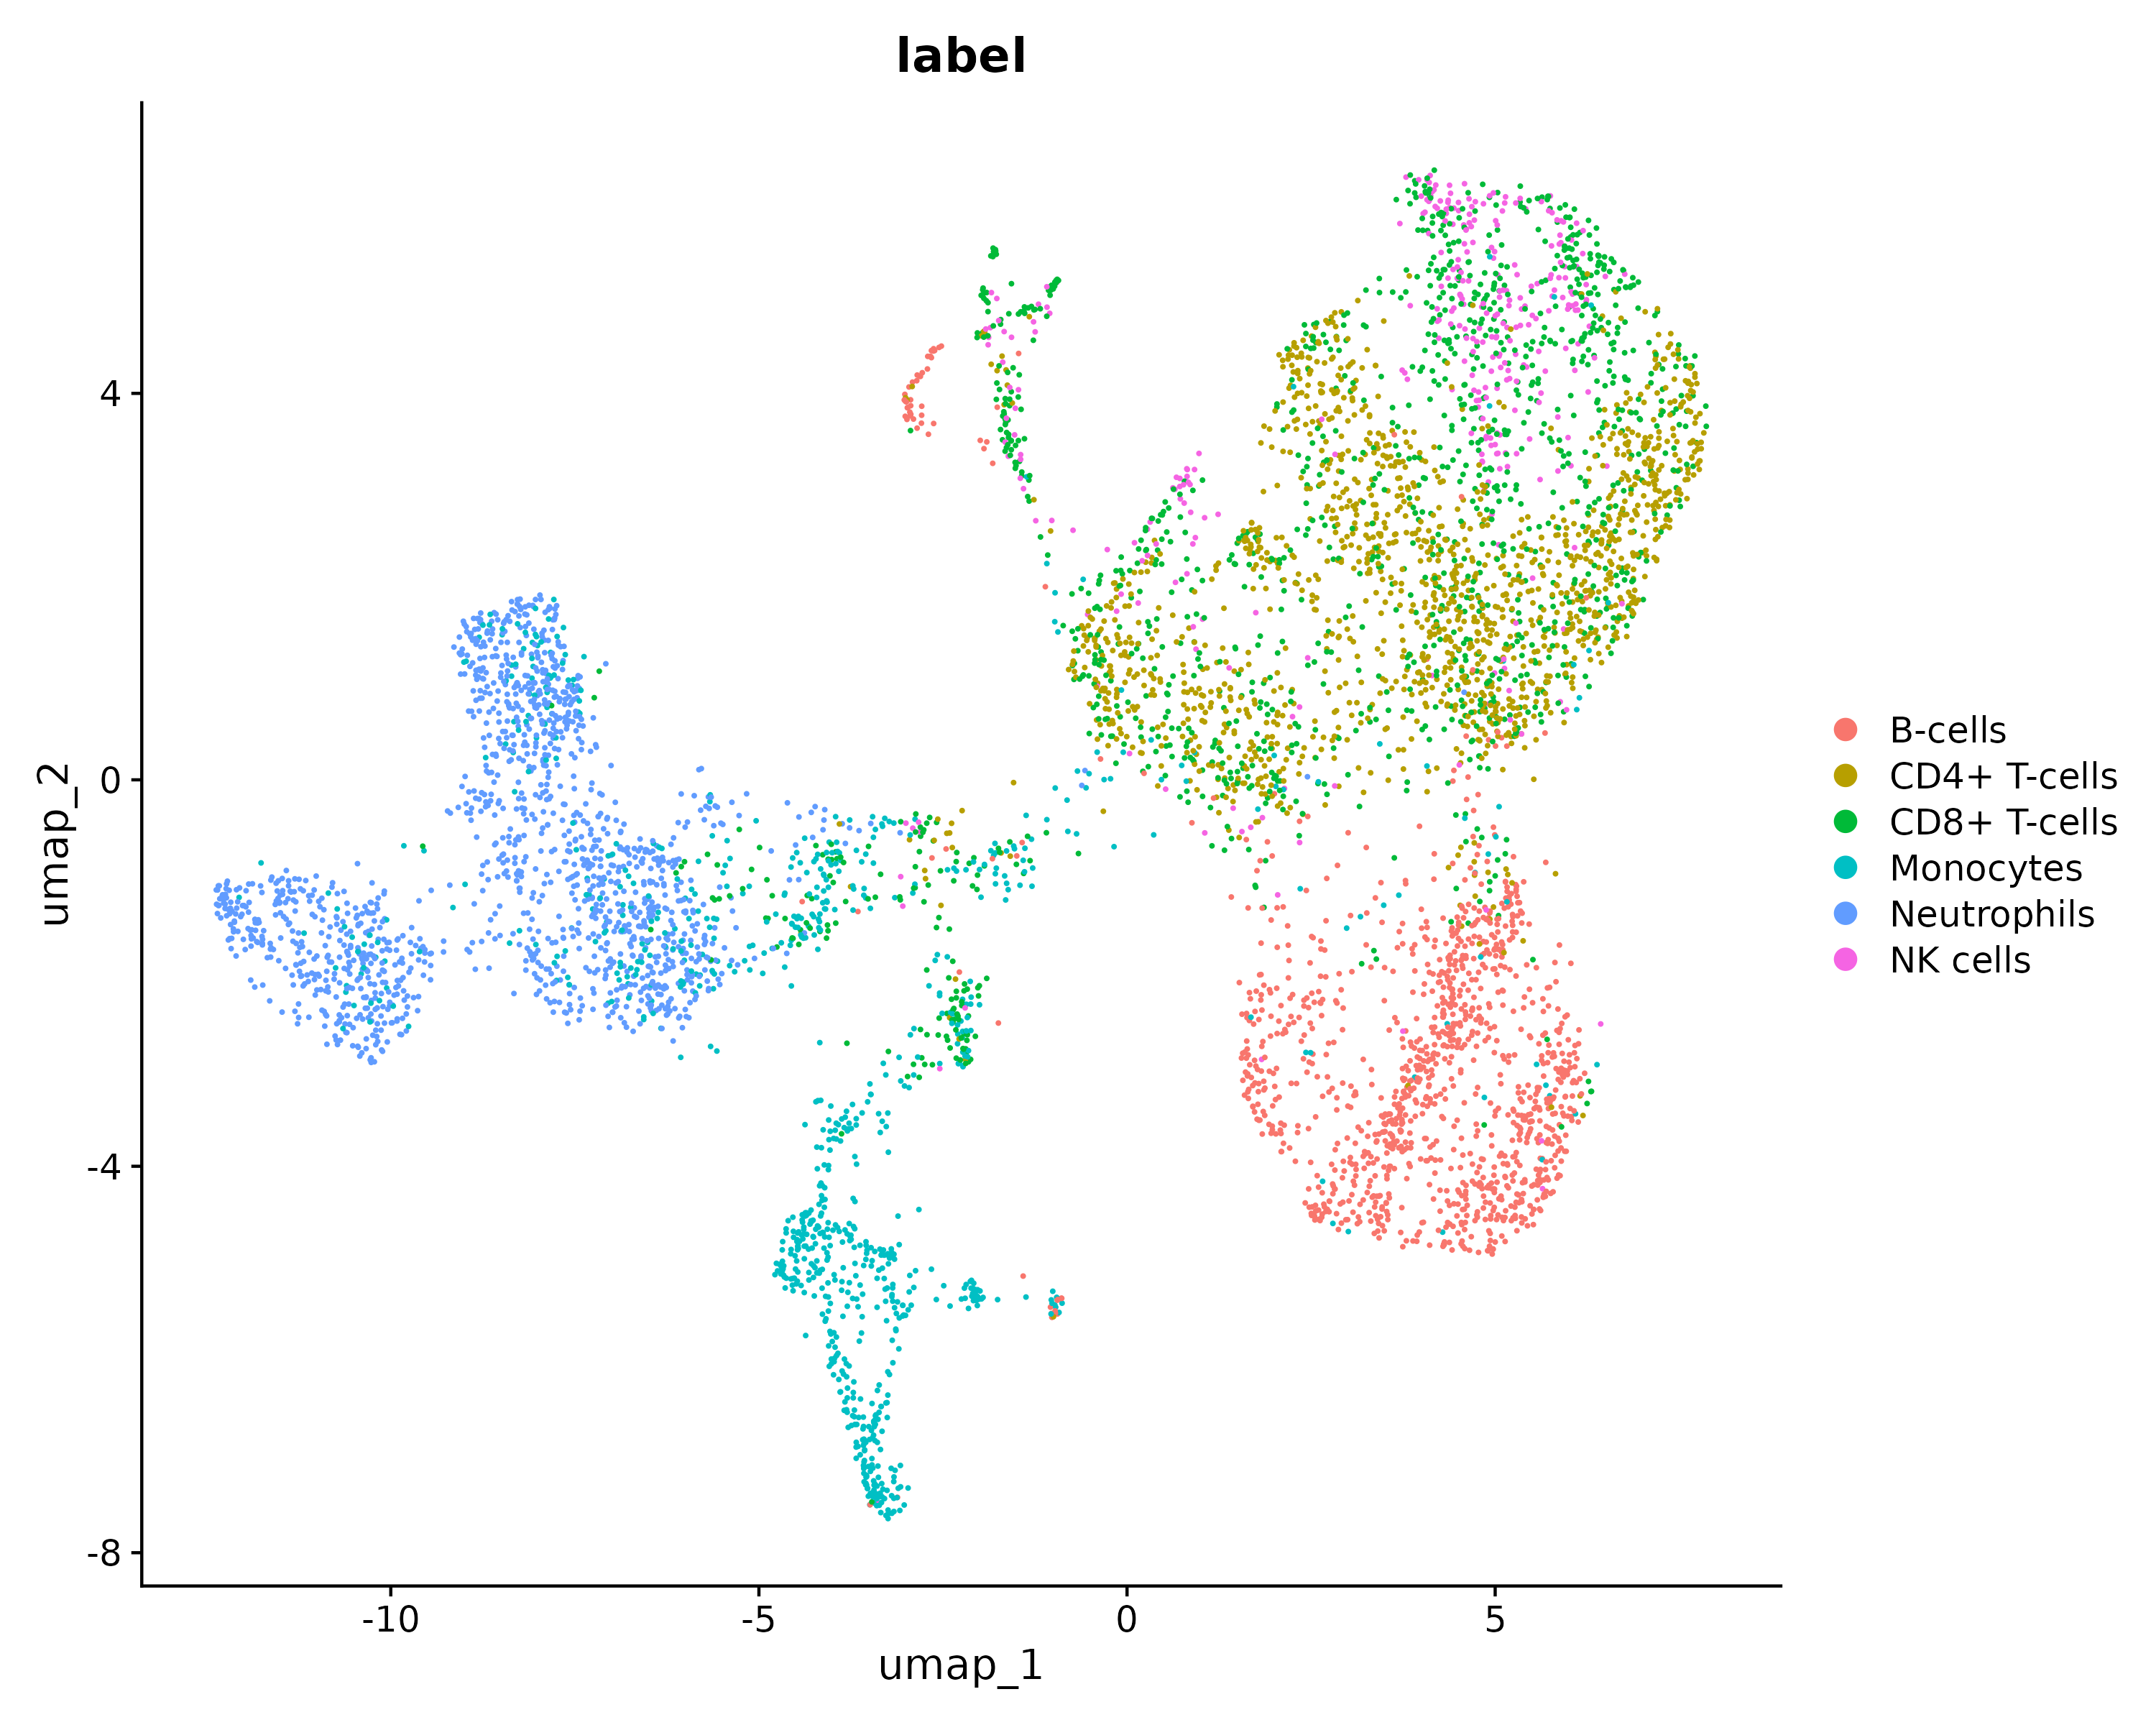 label
4
0
-4
-8
umap_2
-10
-5
0
5
umap_1
B-cells
CD4+ T-cells
CD8+ T-cells
Monocytes
Neutrophils
NK cells